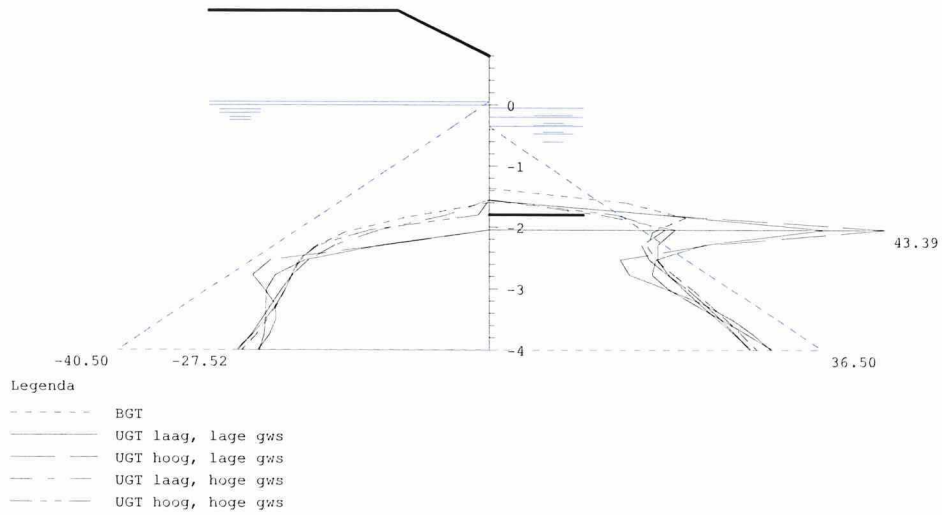 0
-1
-2
43.39
-3
-4
-40.50
-27.52
36.50
Legenda
BGT
UGT laag, lage gws
UGT hoog, lage gws
UGT laag, hoge gws
UGT hoog, hoge gws